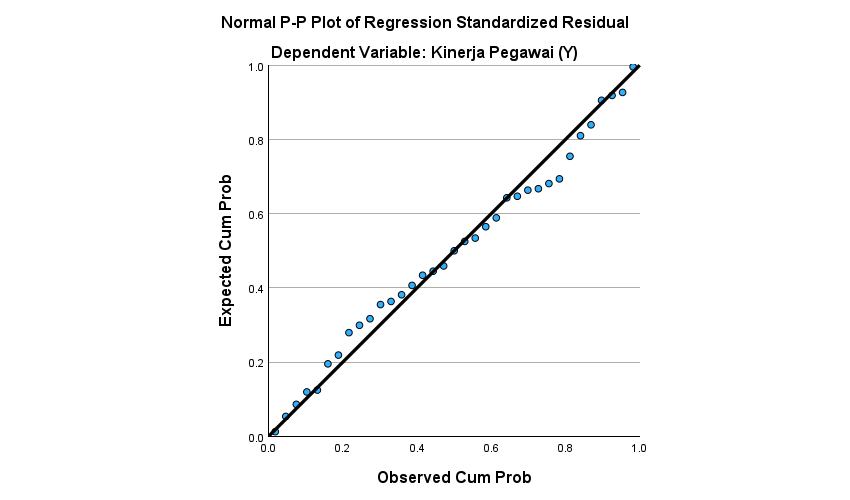 Normal P-P Plot of Regression Standardized Residual
Dependent Variable: Kinerja Pegawai (Y)
Expected Cum Prob
1.0
0.8
0.6
0.4
0.2
0.0
0.0 0.2 0.4 0.6 0.8 1.0
Observed Cum Prob